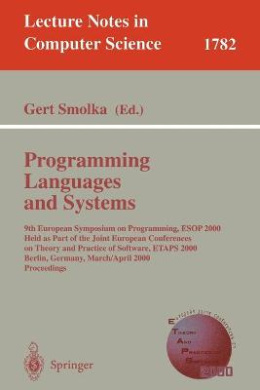 Lecture Notes in
Computer Science 1782
Gert Smolka (Ed.)
Programming
Languages
and Systems
9th European Symposium on Programming, ESOP 2000
Held as Part of the Joint European Conferences
on Theory and Practice of Software, ETAPS 2000
Berlin, Germany, March/April 2000
Proceedings
2000
Springer